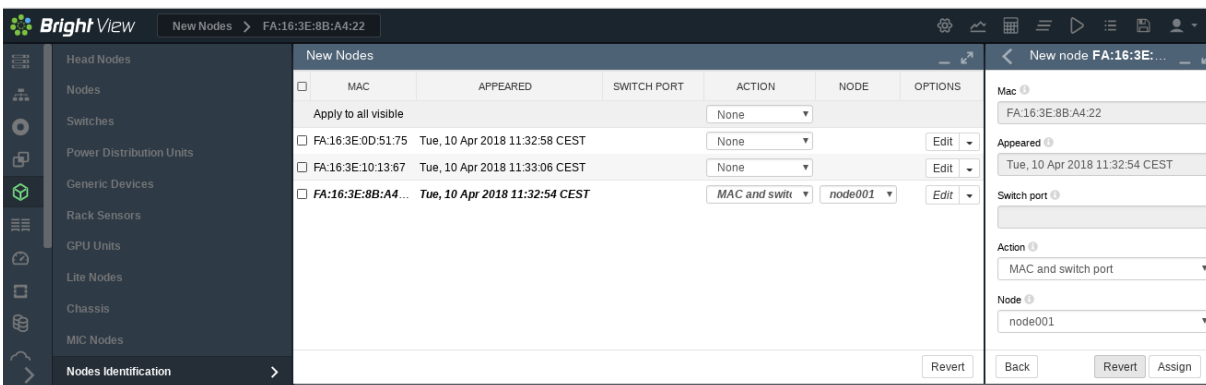 Bright View
New Nodes > FA:16:3E:8B:A4:22
Head Nodes
Nodes
Switches
Power Distribution Units
Generic Devices
Rack Sensors
GPU Units
Lite Nodes
Chassis
MIC Nodes
Nodes Identification
New Nodes
MAC APPEARED SWITCH PORT ACTION NODE OPTIONS
Apply to all visible None
FA:16:3E:0D:51:75 Tue, 10 Apr 2018 11:32:58 CEST None Edit
FA:16:3E:10:13:67 Tue, 10 Apr 2018 11:33:06 CEST None Edit
FA:16:3E:8B:A4... Tue, 10 Apr 2018 11:32:54 CEST MAC and switc node001 Edit
Revert
New node FA:16:3E:...
Mac
FA:16:3E:8B:A4:22
Appeared
Tue, 10 Apr 2018 11:32:54 CEST
Switch port
Action
MAC and switch port
Node
node001
Back Revert Assign